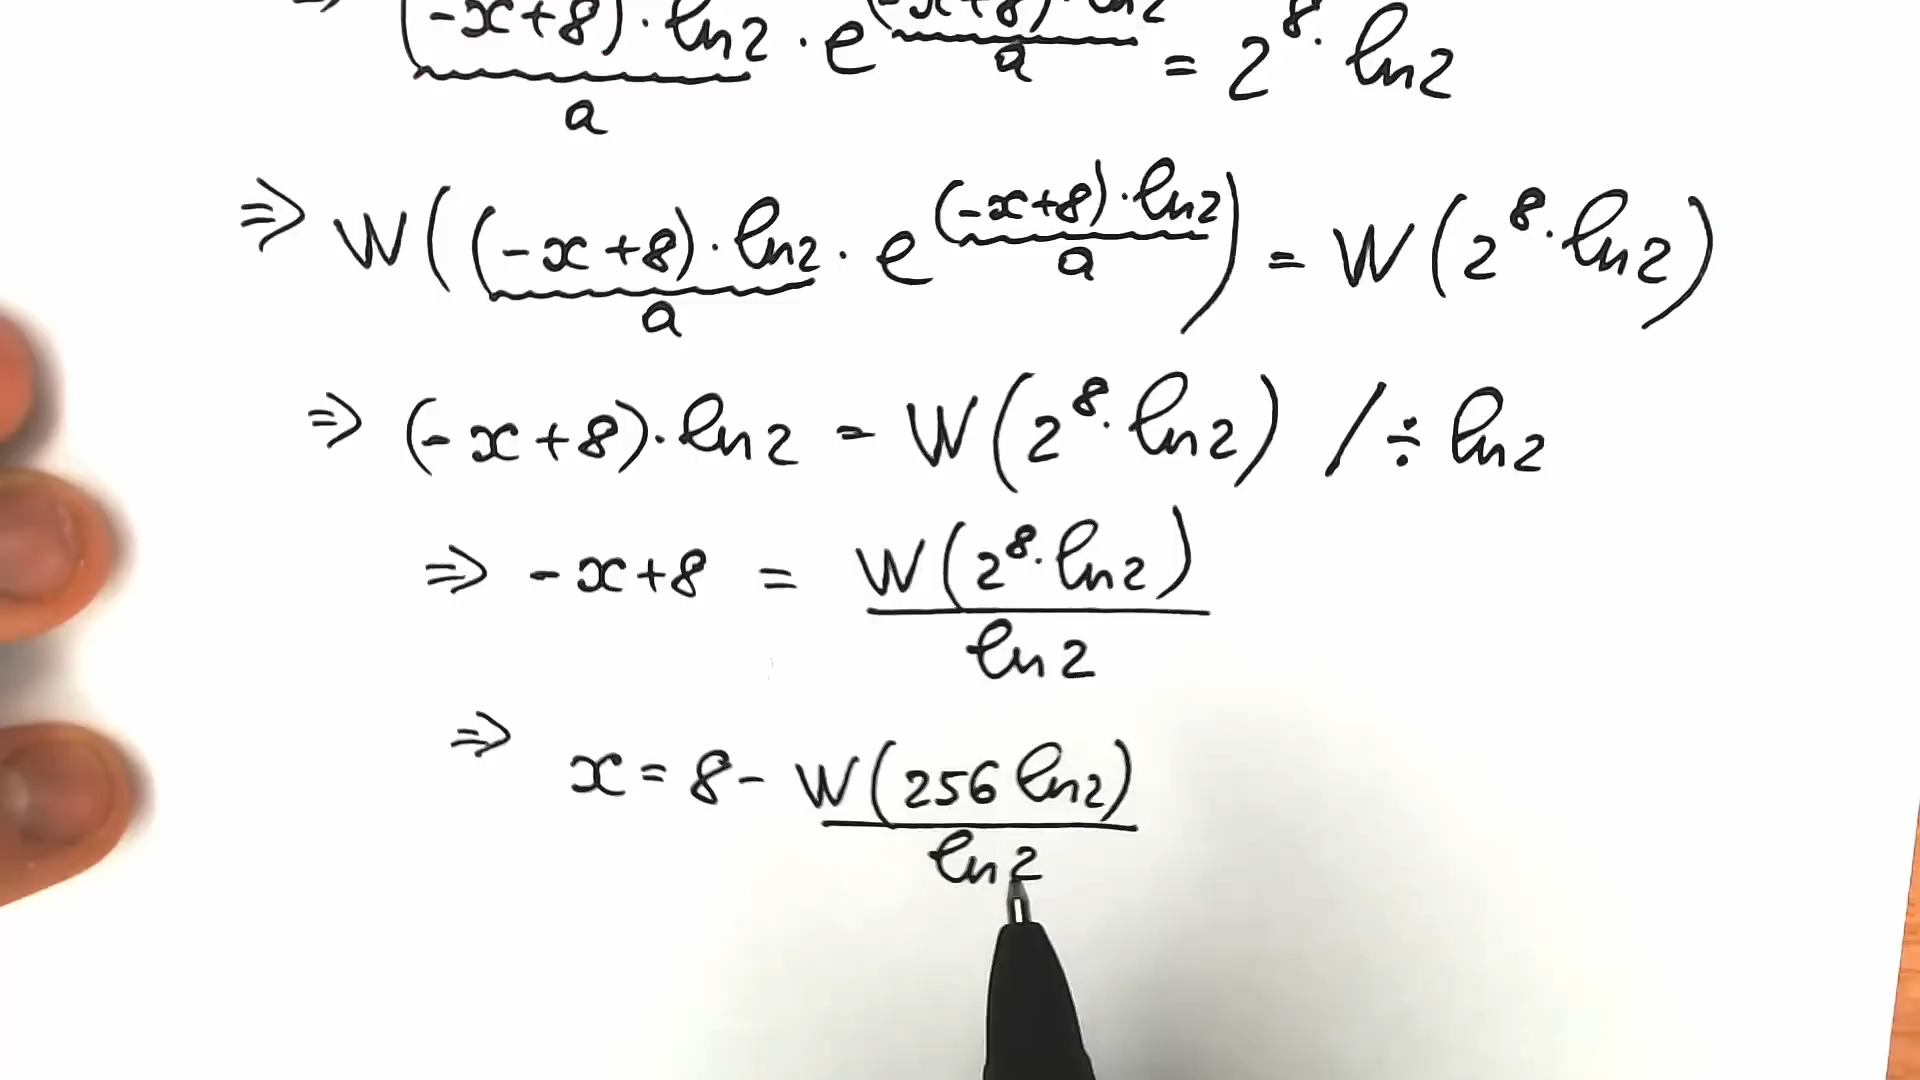 ⇒ (-x+8)·ln2 · e^((-x+8)·ln2) = 2^8·ln2
a a
⇒ W((-x+8)·ln2 · e^((-x+8)·ln2)) = W(2^8·ln2)
a a
⇒ (-x+8)·ln2 = W(2^8·ln2) /÷ ln2
⇒ -x+8 = W(2^8·ln2)
ln2
⇒ x = 8 - W(256 ln2)
ln2